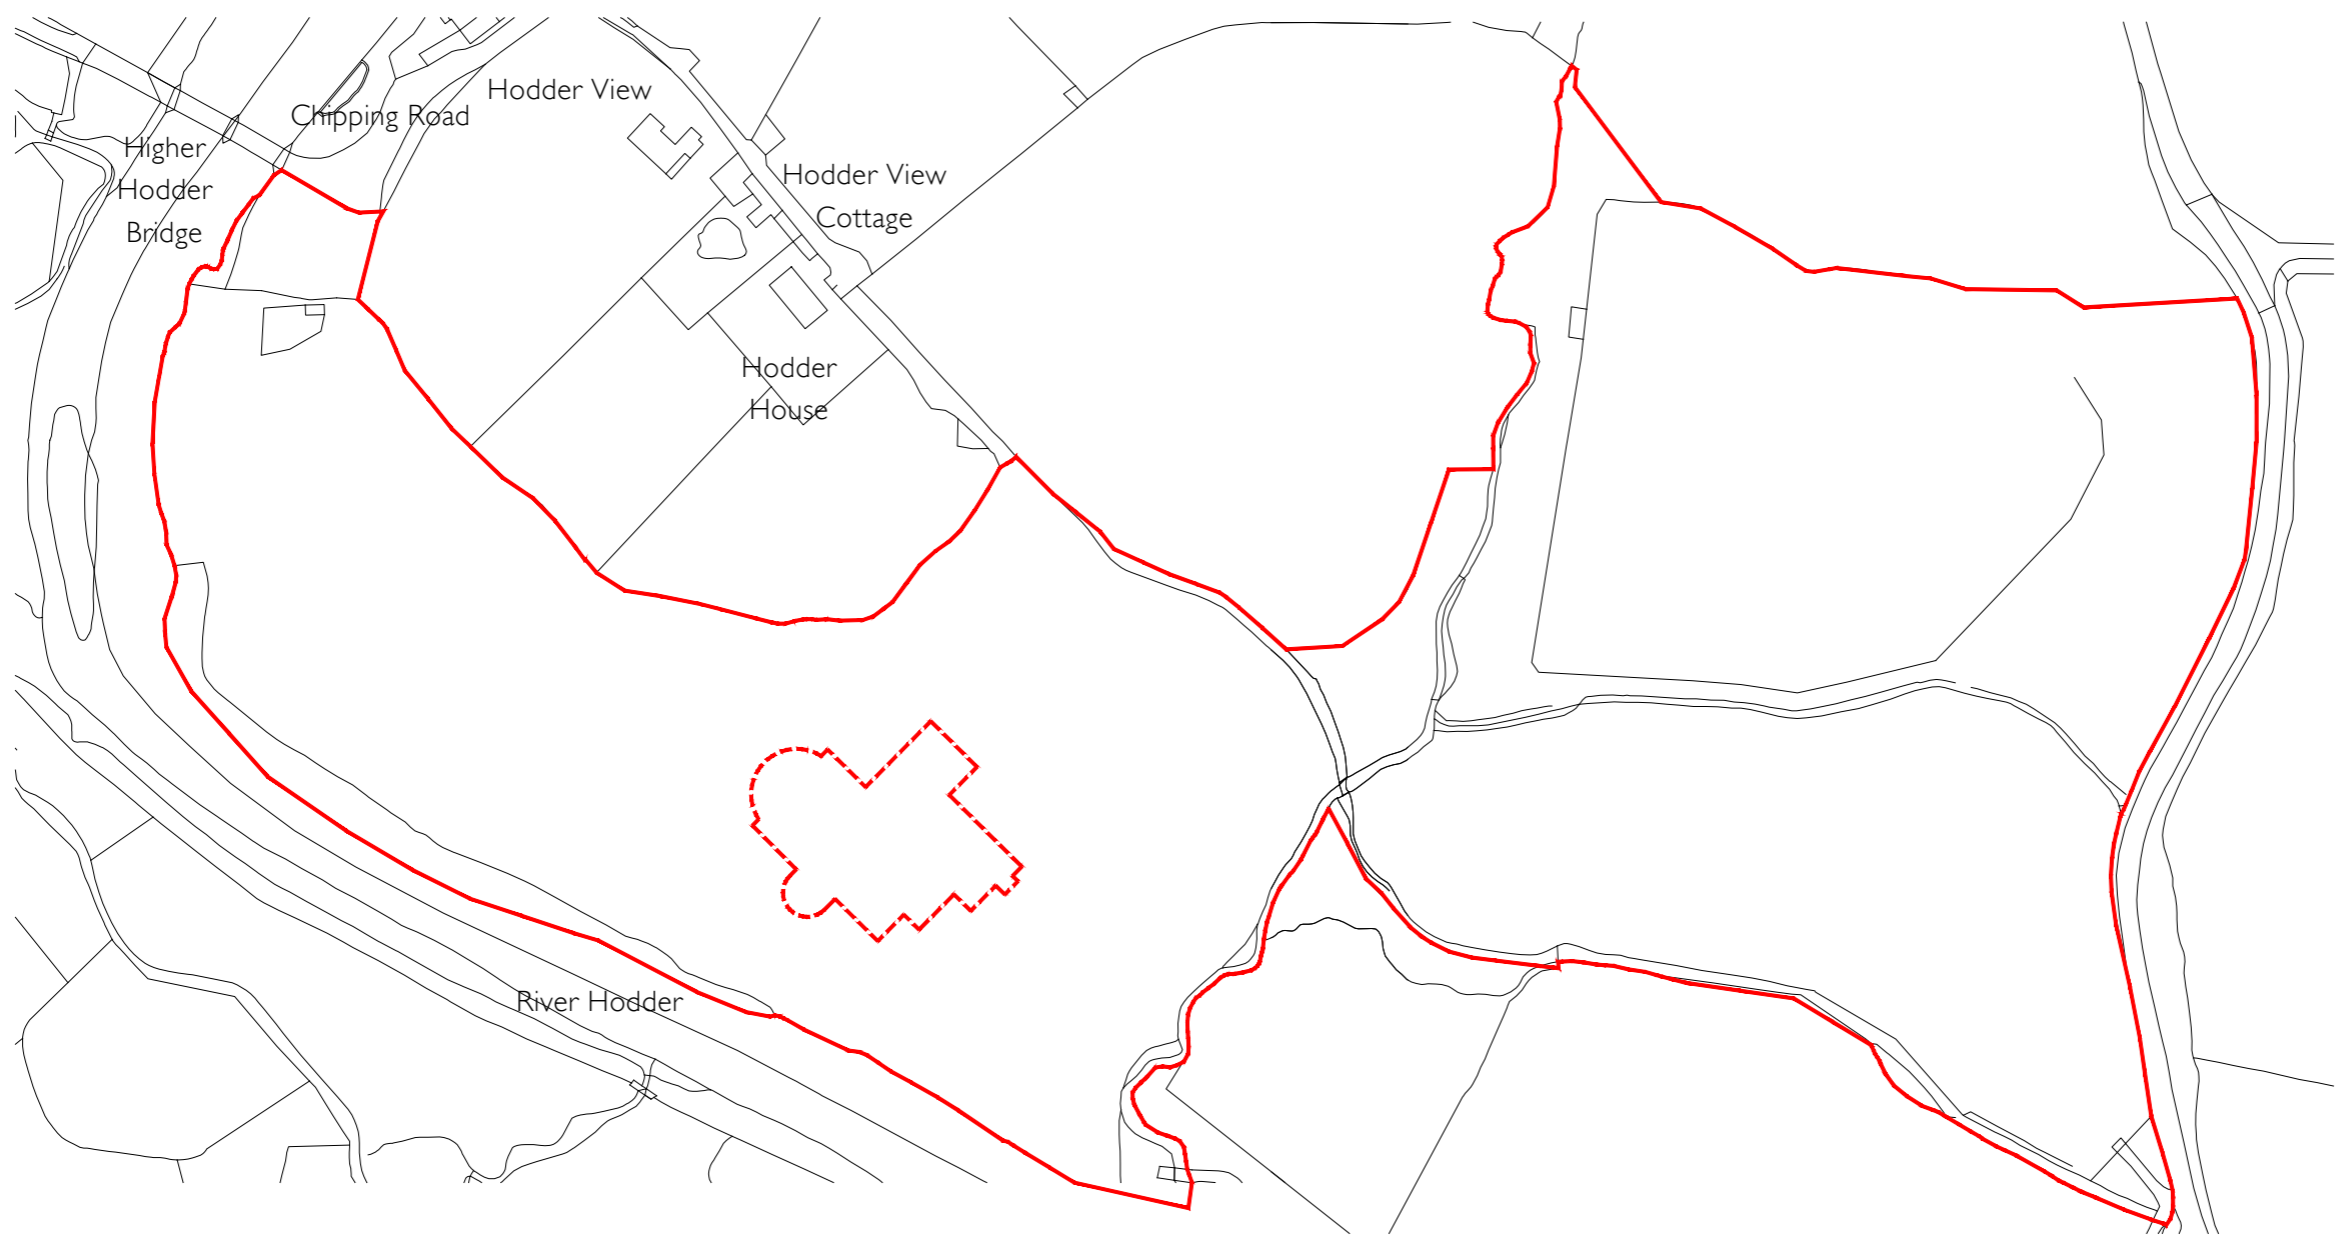 Hodder View
Chipping Road
Higher
Hodder
Bridge
Hodder View
Cottage
Hodder
House
River Hodder